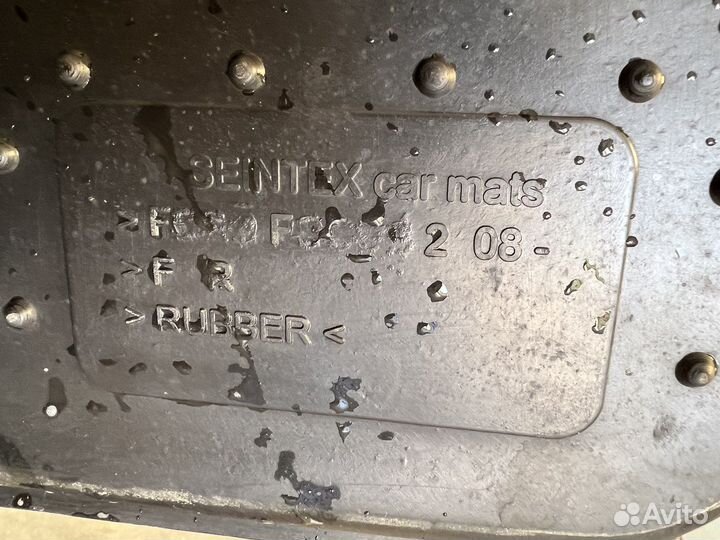 SEINTEX car mats
> 2 08 -
> F R
> RUBBER <
Avito